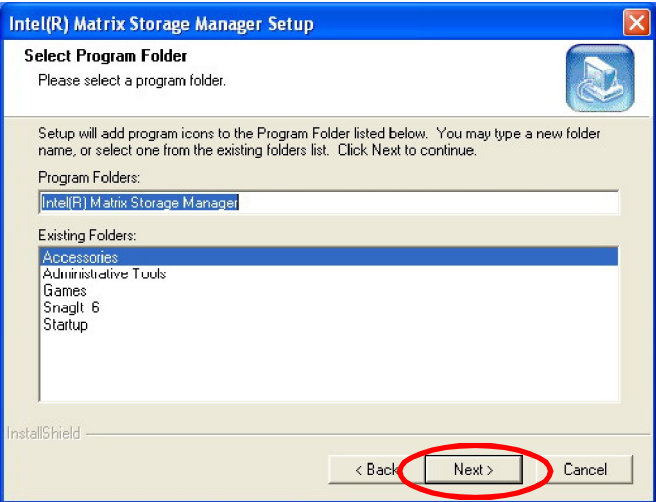 Intel(R) Matrix Storage Manager Setup
Select Program Folder
Please select a program folder.
Setup will add program icons to the Program Folder listed below. You may type a new folder
name, or select one from the existing folders list. Click Next to continue.
Program Folders:
Intel(R) Matrix Storage Manager
Existing Folders:
Accessories
Administrative Tools
Games
SnagIt 6
Startup
InstallShield
< Back Next > Cancel